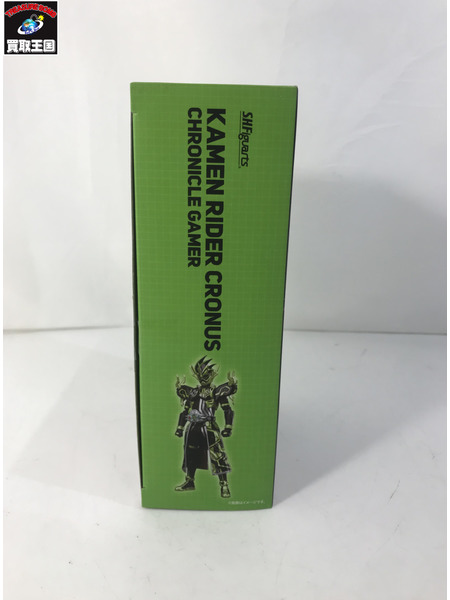 買取王国
S.H.Figuarts
KAMEN RIDER CRONUS
CHRONICLE GAMER